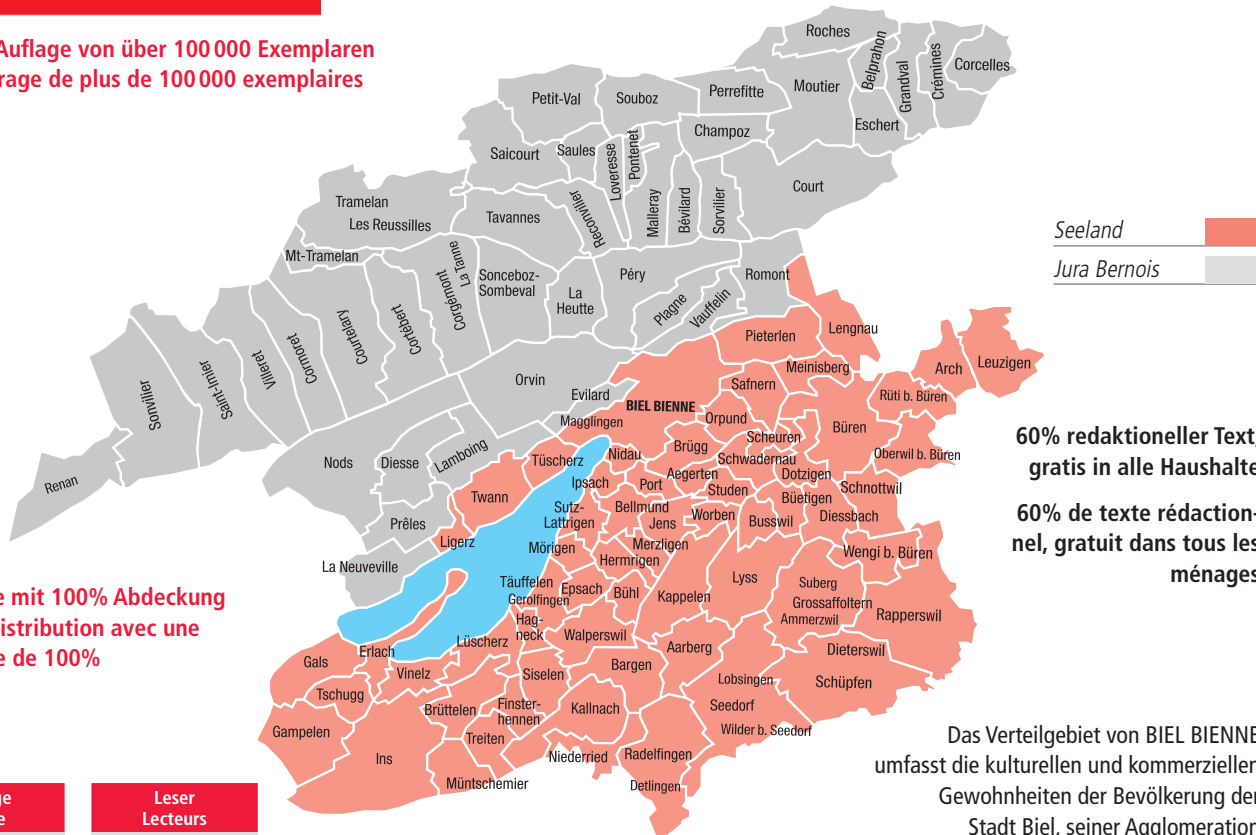 Auflage von über 100 000 Exemplaren
rage de plus de 100 000 exemplaires
Roches
Belprahon
Grandval
Crémines
Corcelles
Petit-Val
Souboz
Perrefitte
Moutier
Champoz
Eschert
Saicourt
Saules
Loveresse
Pontenet
Malleray
Bévilard
Sorvilier
Court
Tramelan
Les Reussilles
Tavannes
Reconvilier
Mt-Tramelan
Corgémont
La Tanne
Sonceboz-
Sombeval
La
Heutte
Péry
Plagne
Vauffelin
Romont
Seeland
Jura Bernois
Sonvilier
Saint-Imier
Villeret
Cormoret
Courtelary
Cortébert
Orvin
Evilard
Magglingen
BIEL BIENNE
Pieterlen
Lengnau
Meinisberg
Safnern
Arch
Leuzigen
Rüti b. Büren
Orpund
Büren
Scheuren
Oberwil b. Büren
Brügg
Schwadernau
Nidau
Tüscherz
Renan
Nods
Diesse
Lamboing
Prêles
Twann
Ligerz
La Neuveville
Ipsach
Port
Aegerten
Studen
Dotzigen
Schnottwil
Büetigen
Sutz-
Lattrigen
Bellmund
Jens
Worben
Busswil
Diessbach
Mörigen
Merzligen
Hermrigen
Wengi b. Büren
Täuffelen
Gerolfingen
Epsach
Bühl
Kappelen
Lyss
Suberg
Grossaffoltern
Ammerzwil
Rapperswil
Hag-
neck
Walperswil
Aarberg
Dieterswil
Lüscherz
Erlach
Gals
Vinelz
Tschugg
Siselen
Bargen
Lobsingen
Schüpfen
Brüttelen
Finster-
hennen
Kallnach
Seedorf
Wilder b. Seedorf
Gampelen
Ins
Treiten
Niederried
Radelfingen
Müntschemier
Detligen
60% redaktioneller Text,
gratis in alle Haushalte
60% de texte rédaction-
nel, gratuit dans tous les
ménages
e mit 100% Abdeckung
istribution avec une
e de 100%
Das Verteilgebiet von BIEL BIENNE
umfasst die kulturellen und kommerziellen
Gewohnheiten der Bevölkerung der
Stadt Biel, seiner Agglomeration
ge
e
Leser
Lecteurs